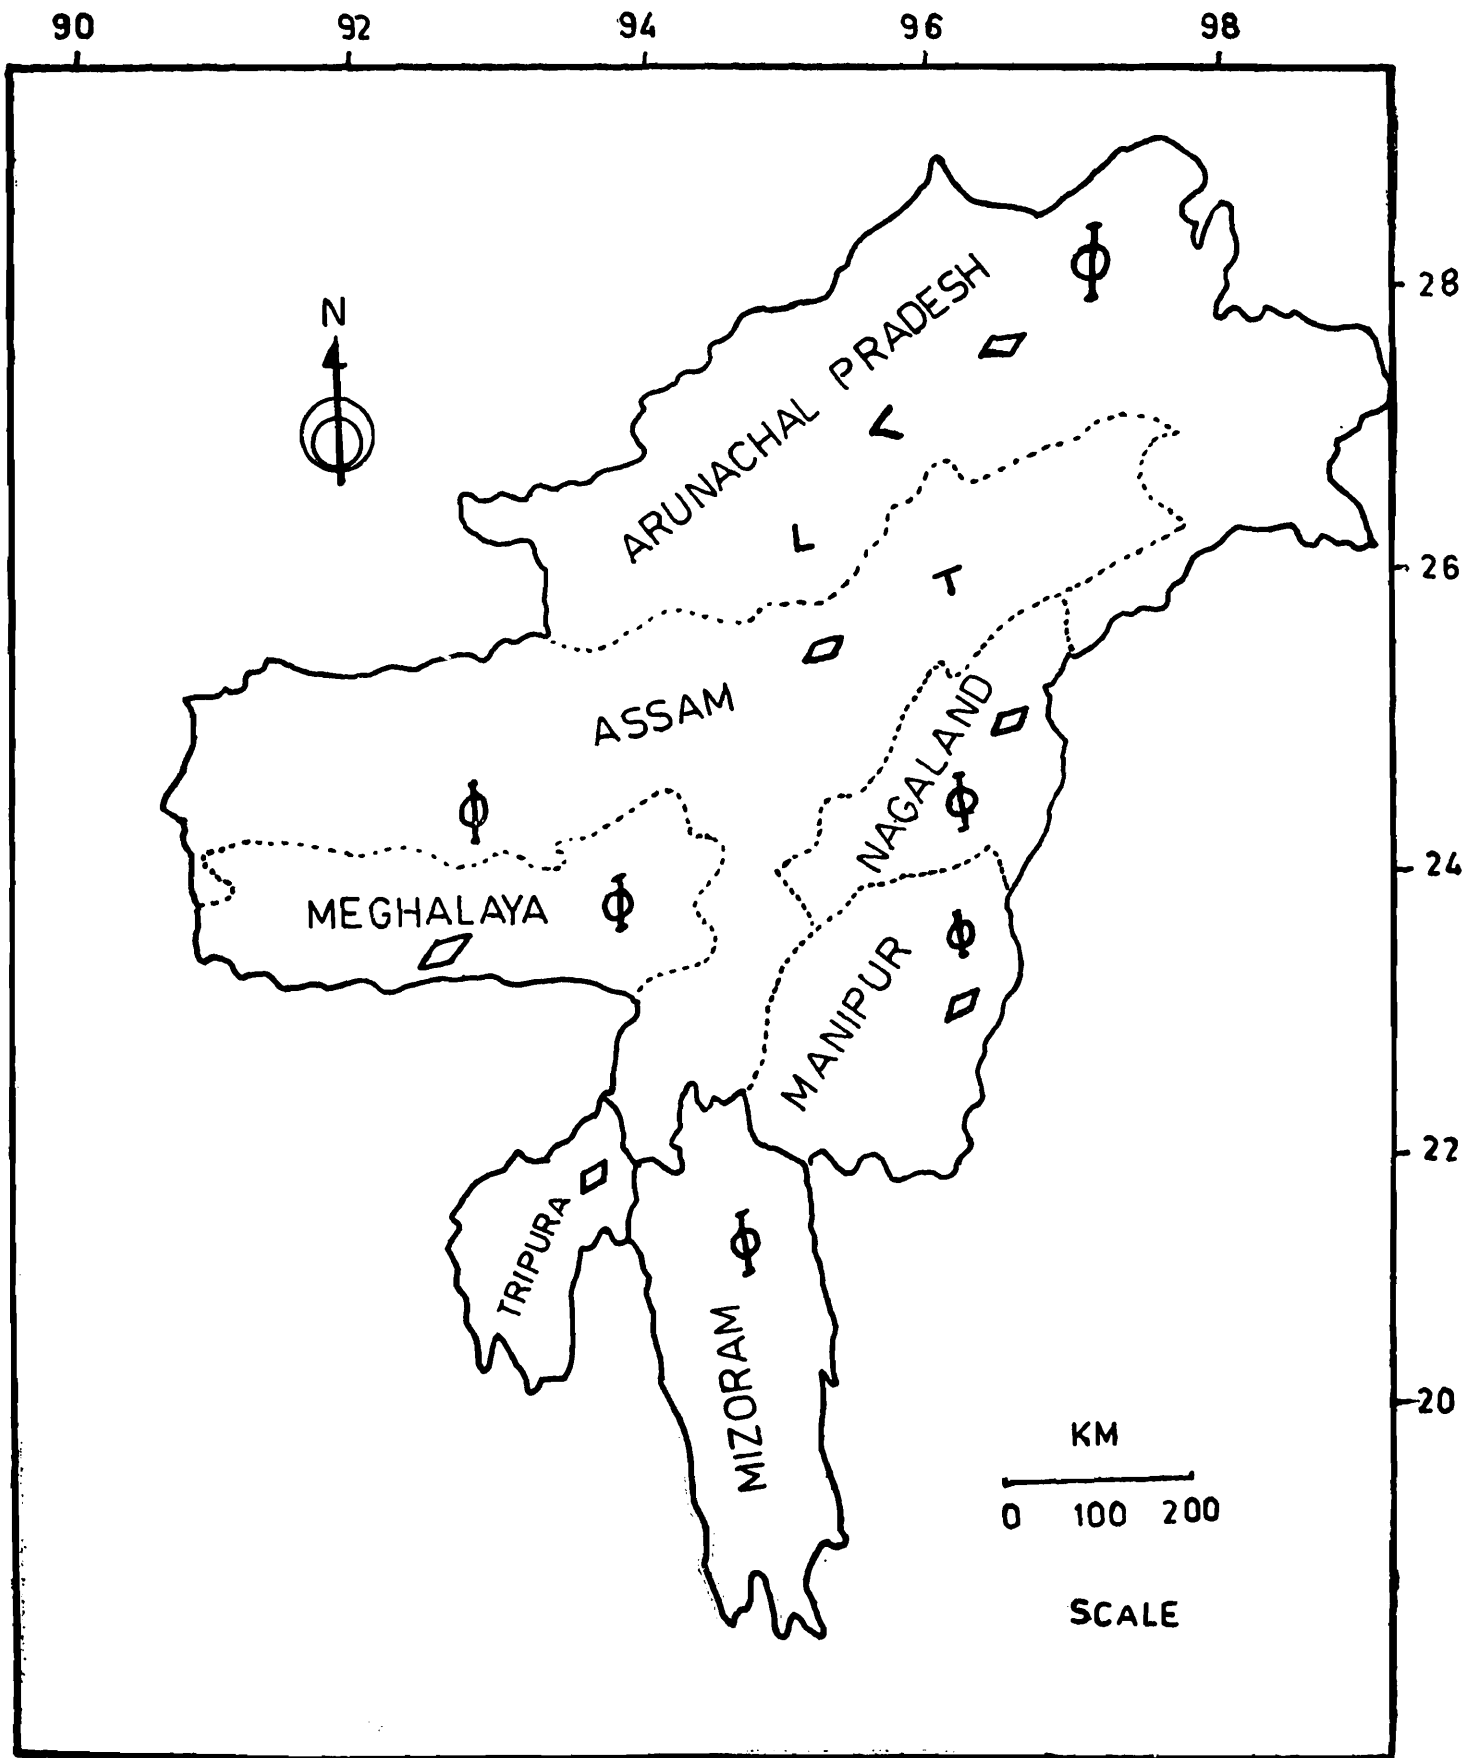 90 92 94 96 98
N
28
ARUNACHAL PRADESH
26
ASSAM
NAGALAND
24
MEGHALAYA
MANIPUR
22
TRIPURA
MIZORAM
20
KM
0 100 200
SCALE